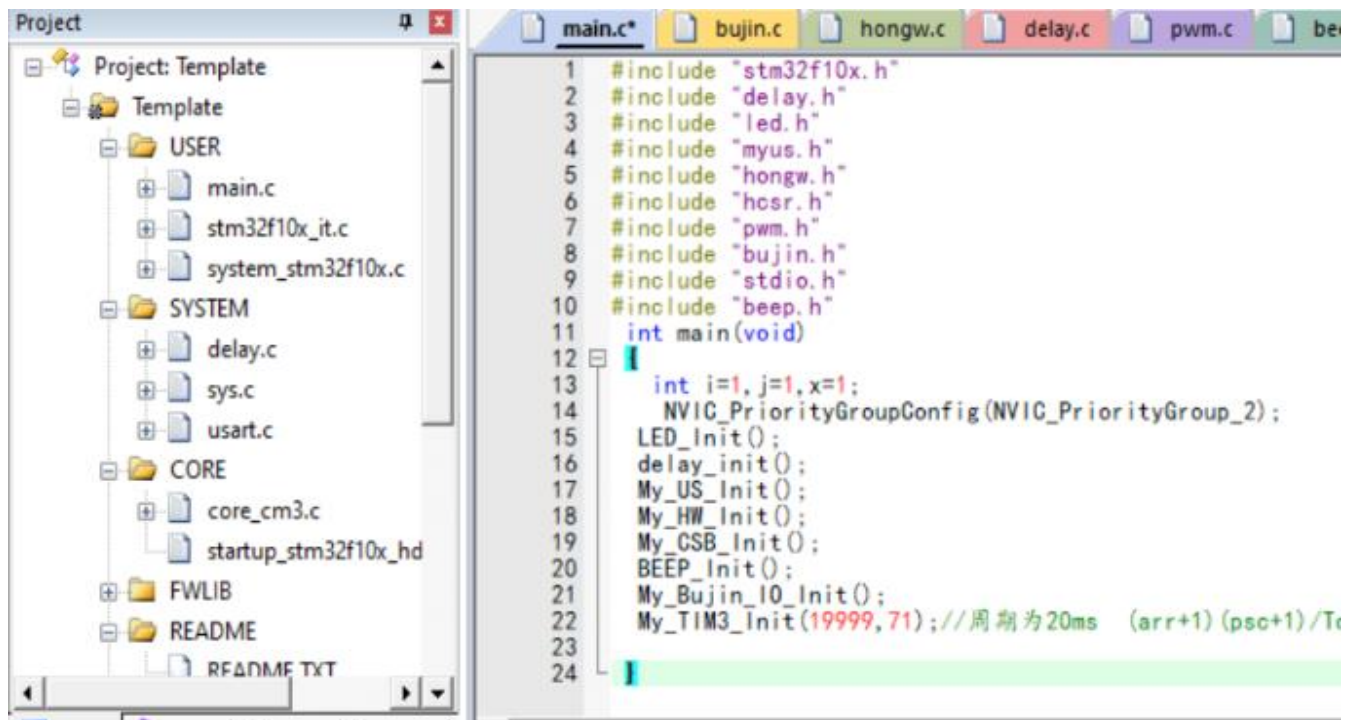 Project
Project: Template
Template
USER
main.c
stm32f10x_it.c
system_stm32f10x.c
SYSTEM
delay.c
sys.c
usart.c
CORE
core_cm3.c
startup_stm32f10x_hd
FWLIB
README
README.TXT
main.c* bujin.c hongw.c delay.c pwm.c bee
1 #include "stm32f10x.h"
2 #include "delay.h"
3 #include "led.h"
4 #include "myus.h"
5 #include "hongw.h"
6 #include "hcsr.h"
7 #include "pwm.h"
8 #include "bujin.h"
9 #include "stdio.h"
10 #include "beep.h"
11 int main(void)
12 {
13 int i=1,j=1,x=1;
14 NVIC_PriorityGroupConfig(NVIC_PriorityGroup_2);
15 LED_Init();
16 delay_init();
17 My_US_Init();
18 My_HW_Init();
19 My_CSB_Init();
20 BEEP_Init();
21 My_Bujin_IO_Init();
22 My_TIM3_Init(19999,71);//周期为20ms (arr+1)(psc+1)/Tc
23
24 }